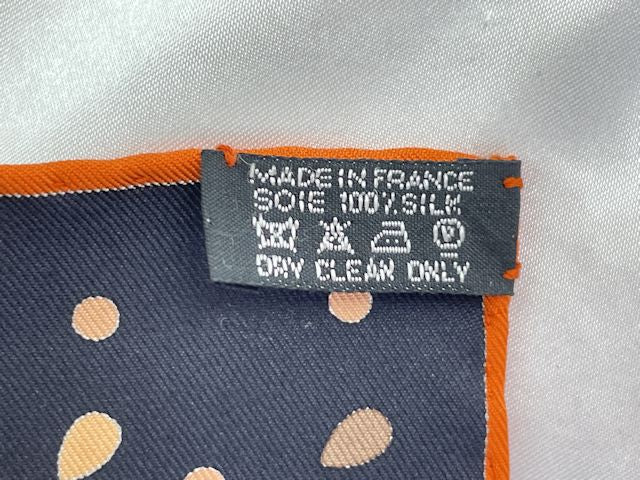 MADE IN FRANCE
SOIE 100% SILK
DRY CLEAN ONLY